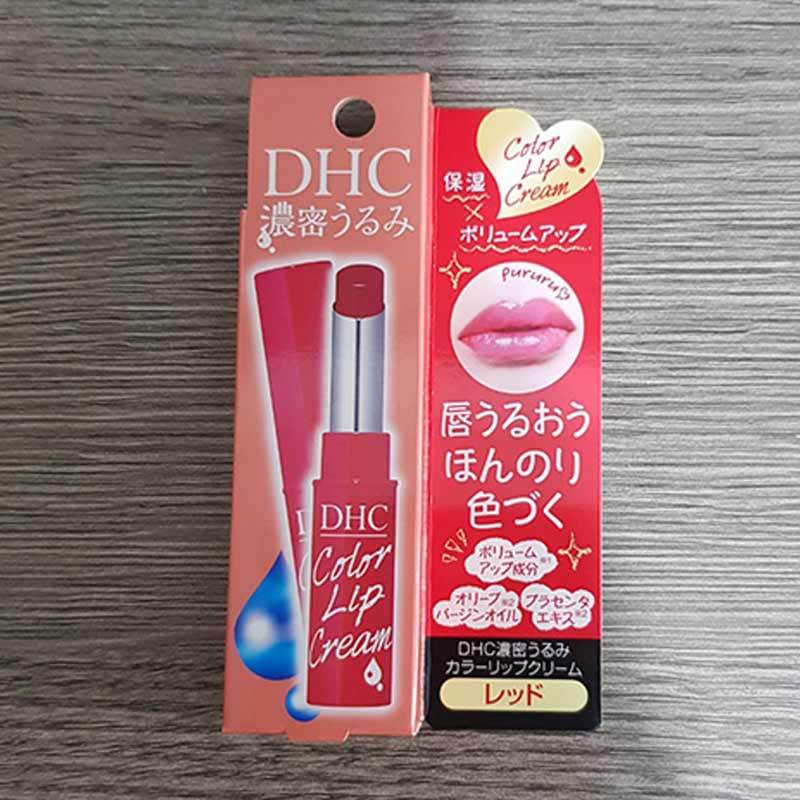 DHC
濃密うるみ
DHC
Color
Lip
Cream
Color
Lip
Cream
保湿
×
ボリュームアップ
pururu
唇うるおう
ほんのり
色づく
ボリューム
アップ成分※1
オリーブ※2
バージンオイル
プラセンタ
エキス※2
DHC濃密うるみ
カラーリップクリーム
レッド